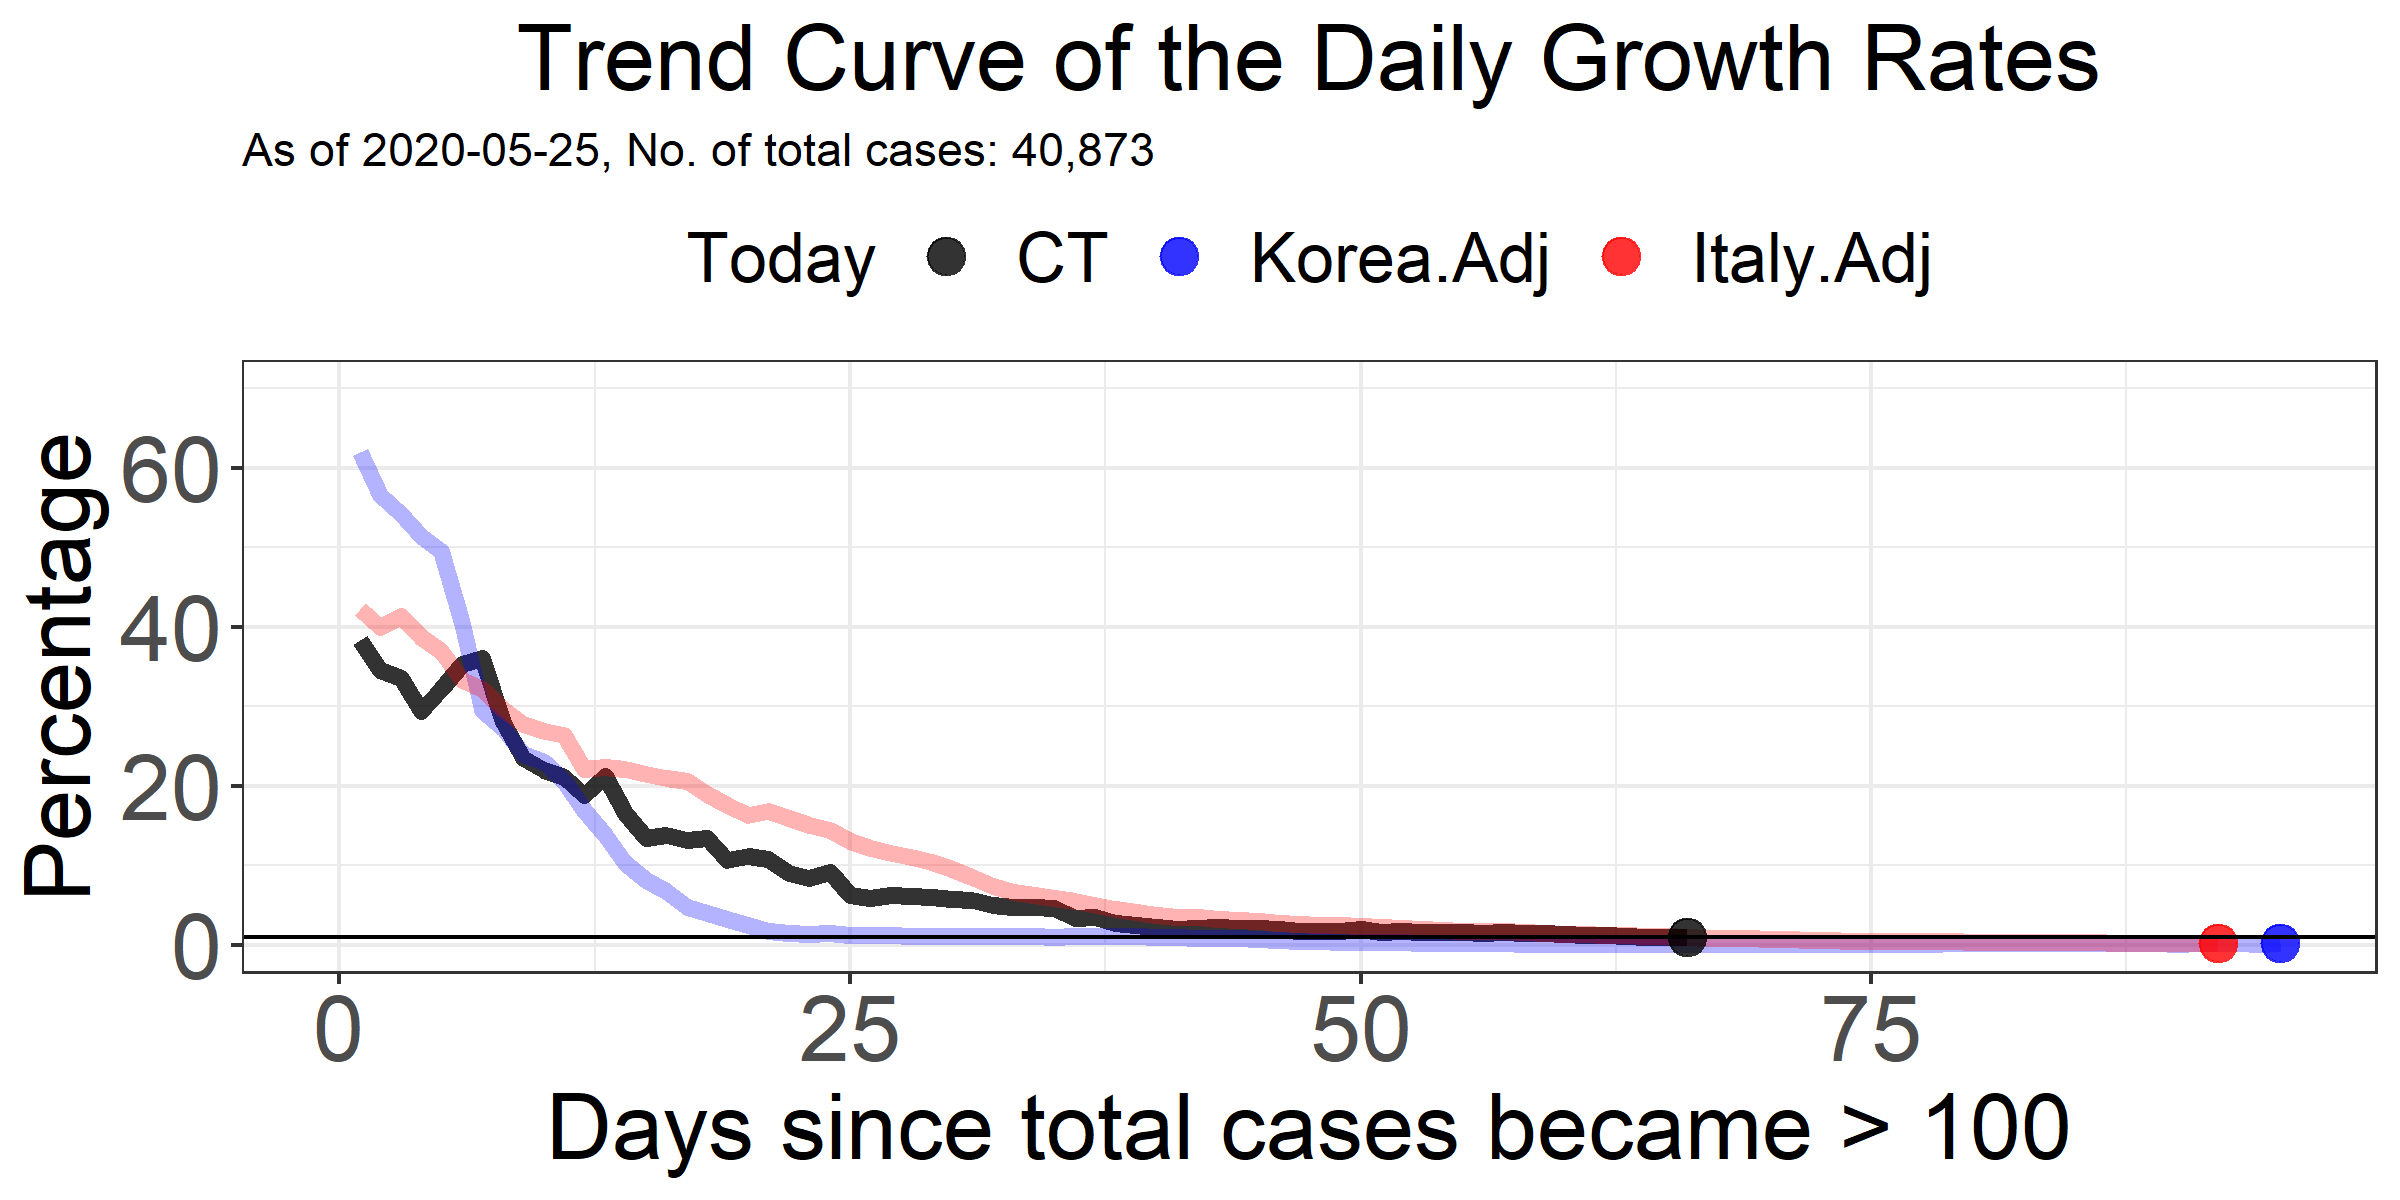 Trend Curve of the Daily Growth Rates
As of 2020-05-25, No. of total cases: 40,873
Today CT Korea.Adj Italy.Adj
Percentage
60
40
20
0
0 25 50 75
Days since total cases became > 100